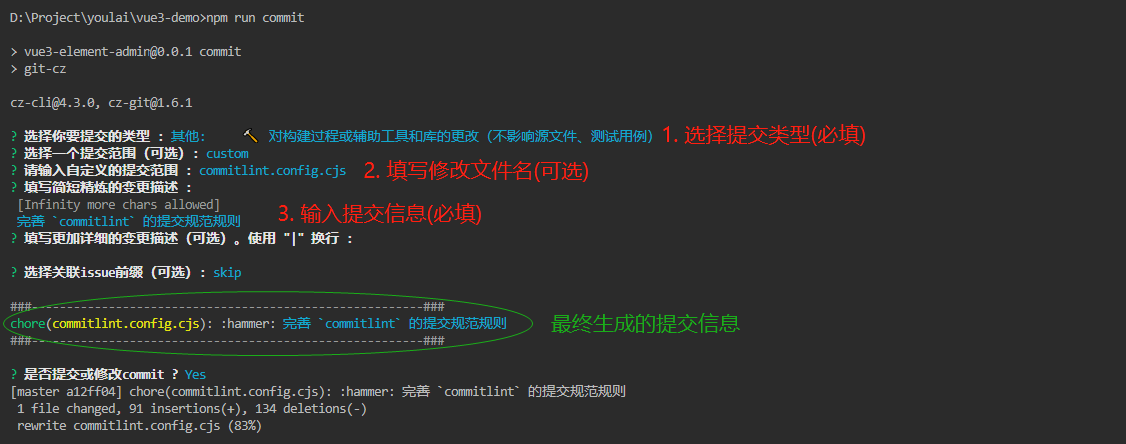 D:\Project\youlai\vue3-demo>npm run commit
> vue3-element-admin@0.0.1 commit
> git-cz
cz-cli@4.3.0, cz-git@1.6.1
? 选择你要提交的类型 : 其他: 🔨 对构建过程或辅助工具和库的更改（不影响源文件、测试用例） 1. 选择提交类型(必填)
? 选择一个提交范围（可选）: custom
? 请输入自定义的提交范围 : commitlint.config.cjs 2. 填写修改文件名(可选)
? 填写简短精炼的变更描述 :
[Infinity more chars allowed]
完善 `commitlint` 的提交规范规则 3. 输入提交信息(必填)
? 填写更加详细的变更描述（可选）。使用 "|" 换行 :
? 选择关联issue前缀（可选）: skip
###--------------------------------------------------------###
chore(commitlint.config.cjs): :hammer: 完善 `commitlint` 的提交规范规则 最终生成的提交信息
###--------------------------------------------------------###
? 是否提交或修改commit ? Yes
[master a12ff04] chore(commitlint.config.cjs): :hammer: 完善 `commitlint` 的提交规范规则
1 file changed, 91 insertions(+), 134 deletions(-)
rewrite commitlint.config.cjs (83%)